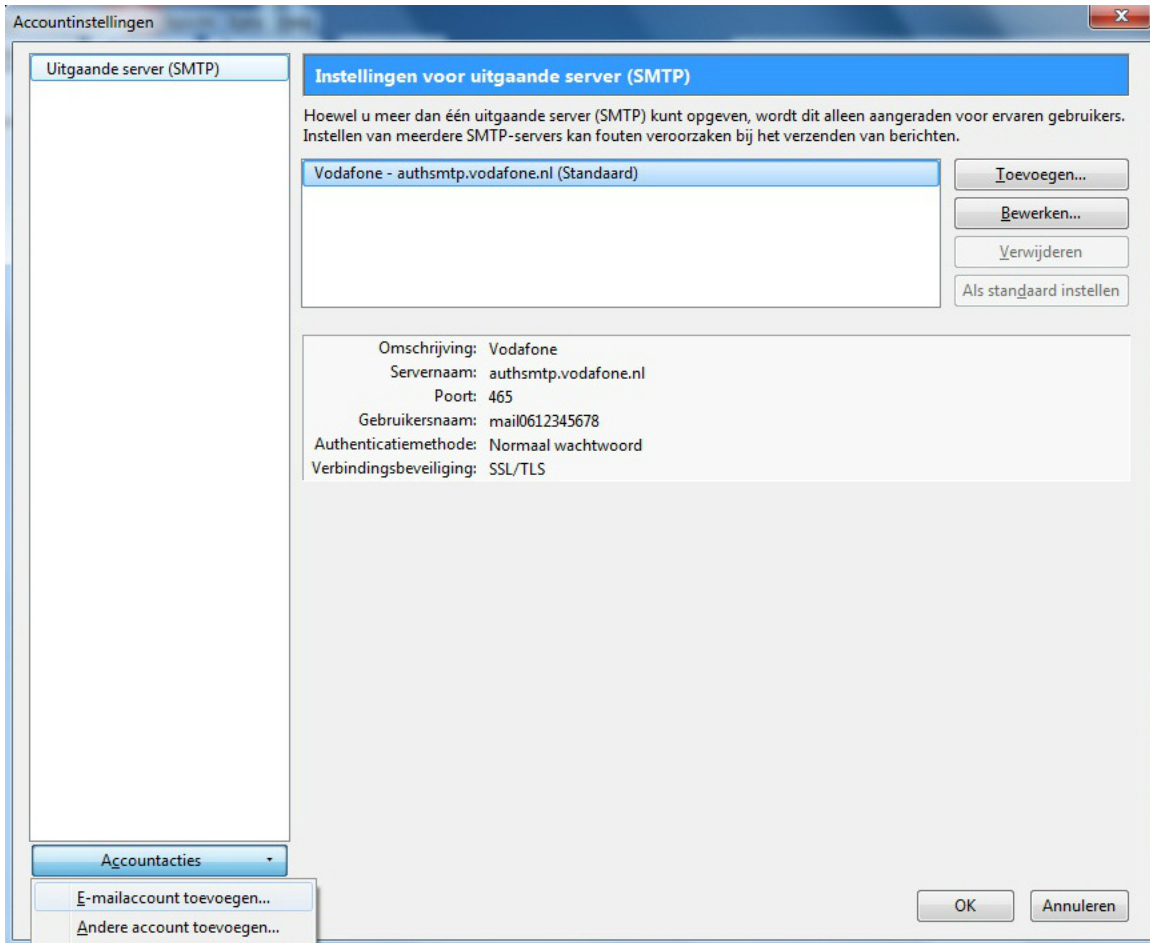 Accountinstellingen
Uitgaande server (SMTP)
Instellingen voor uitgaande server (SMTP)
Hoewel u meer dan één uitgaande server (SMTP) kunt opgeven, wordt dit alleen aangeraden voor ervaren gebruikers.
Instellen van meerdere SMTP-servers kan fouten veroorzaken bij het verzenden van berichten.
Vodafone - authsmtp.vodafone.nl (Standaard)
Toevoegen...
Bewerken...
Verwijderen
Als standaard instellen
Omschrijving: Vodafone
Servernaam: authsmtp.vodafone.nl
Poort: 465
Gebruikersnaam: mail0612345678
Authenticatiemethode: Normaal wachtwoord
Verbindingsbeveiliging: SSL/TLS
Accountacties
E-mailaccount toevoegen...
Andere account toevoegen...
OK
Annuleren